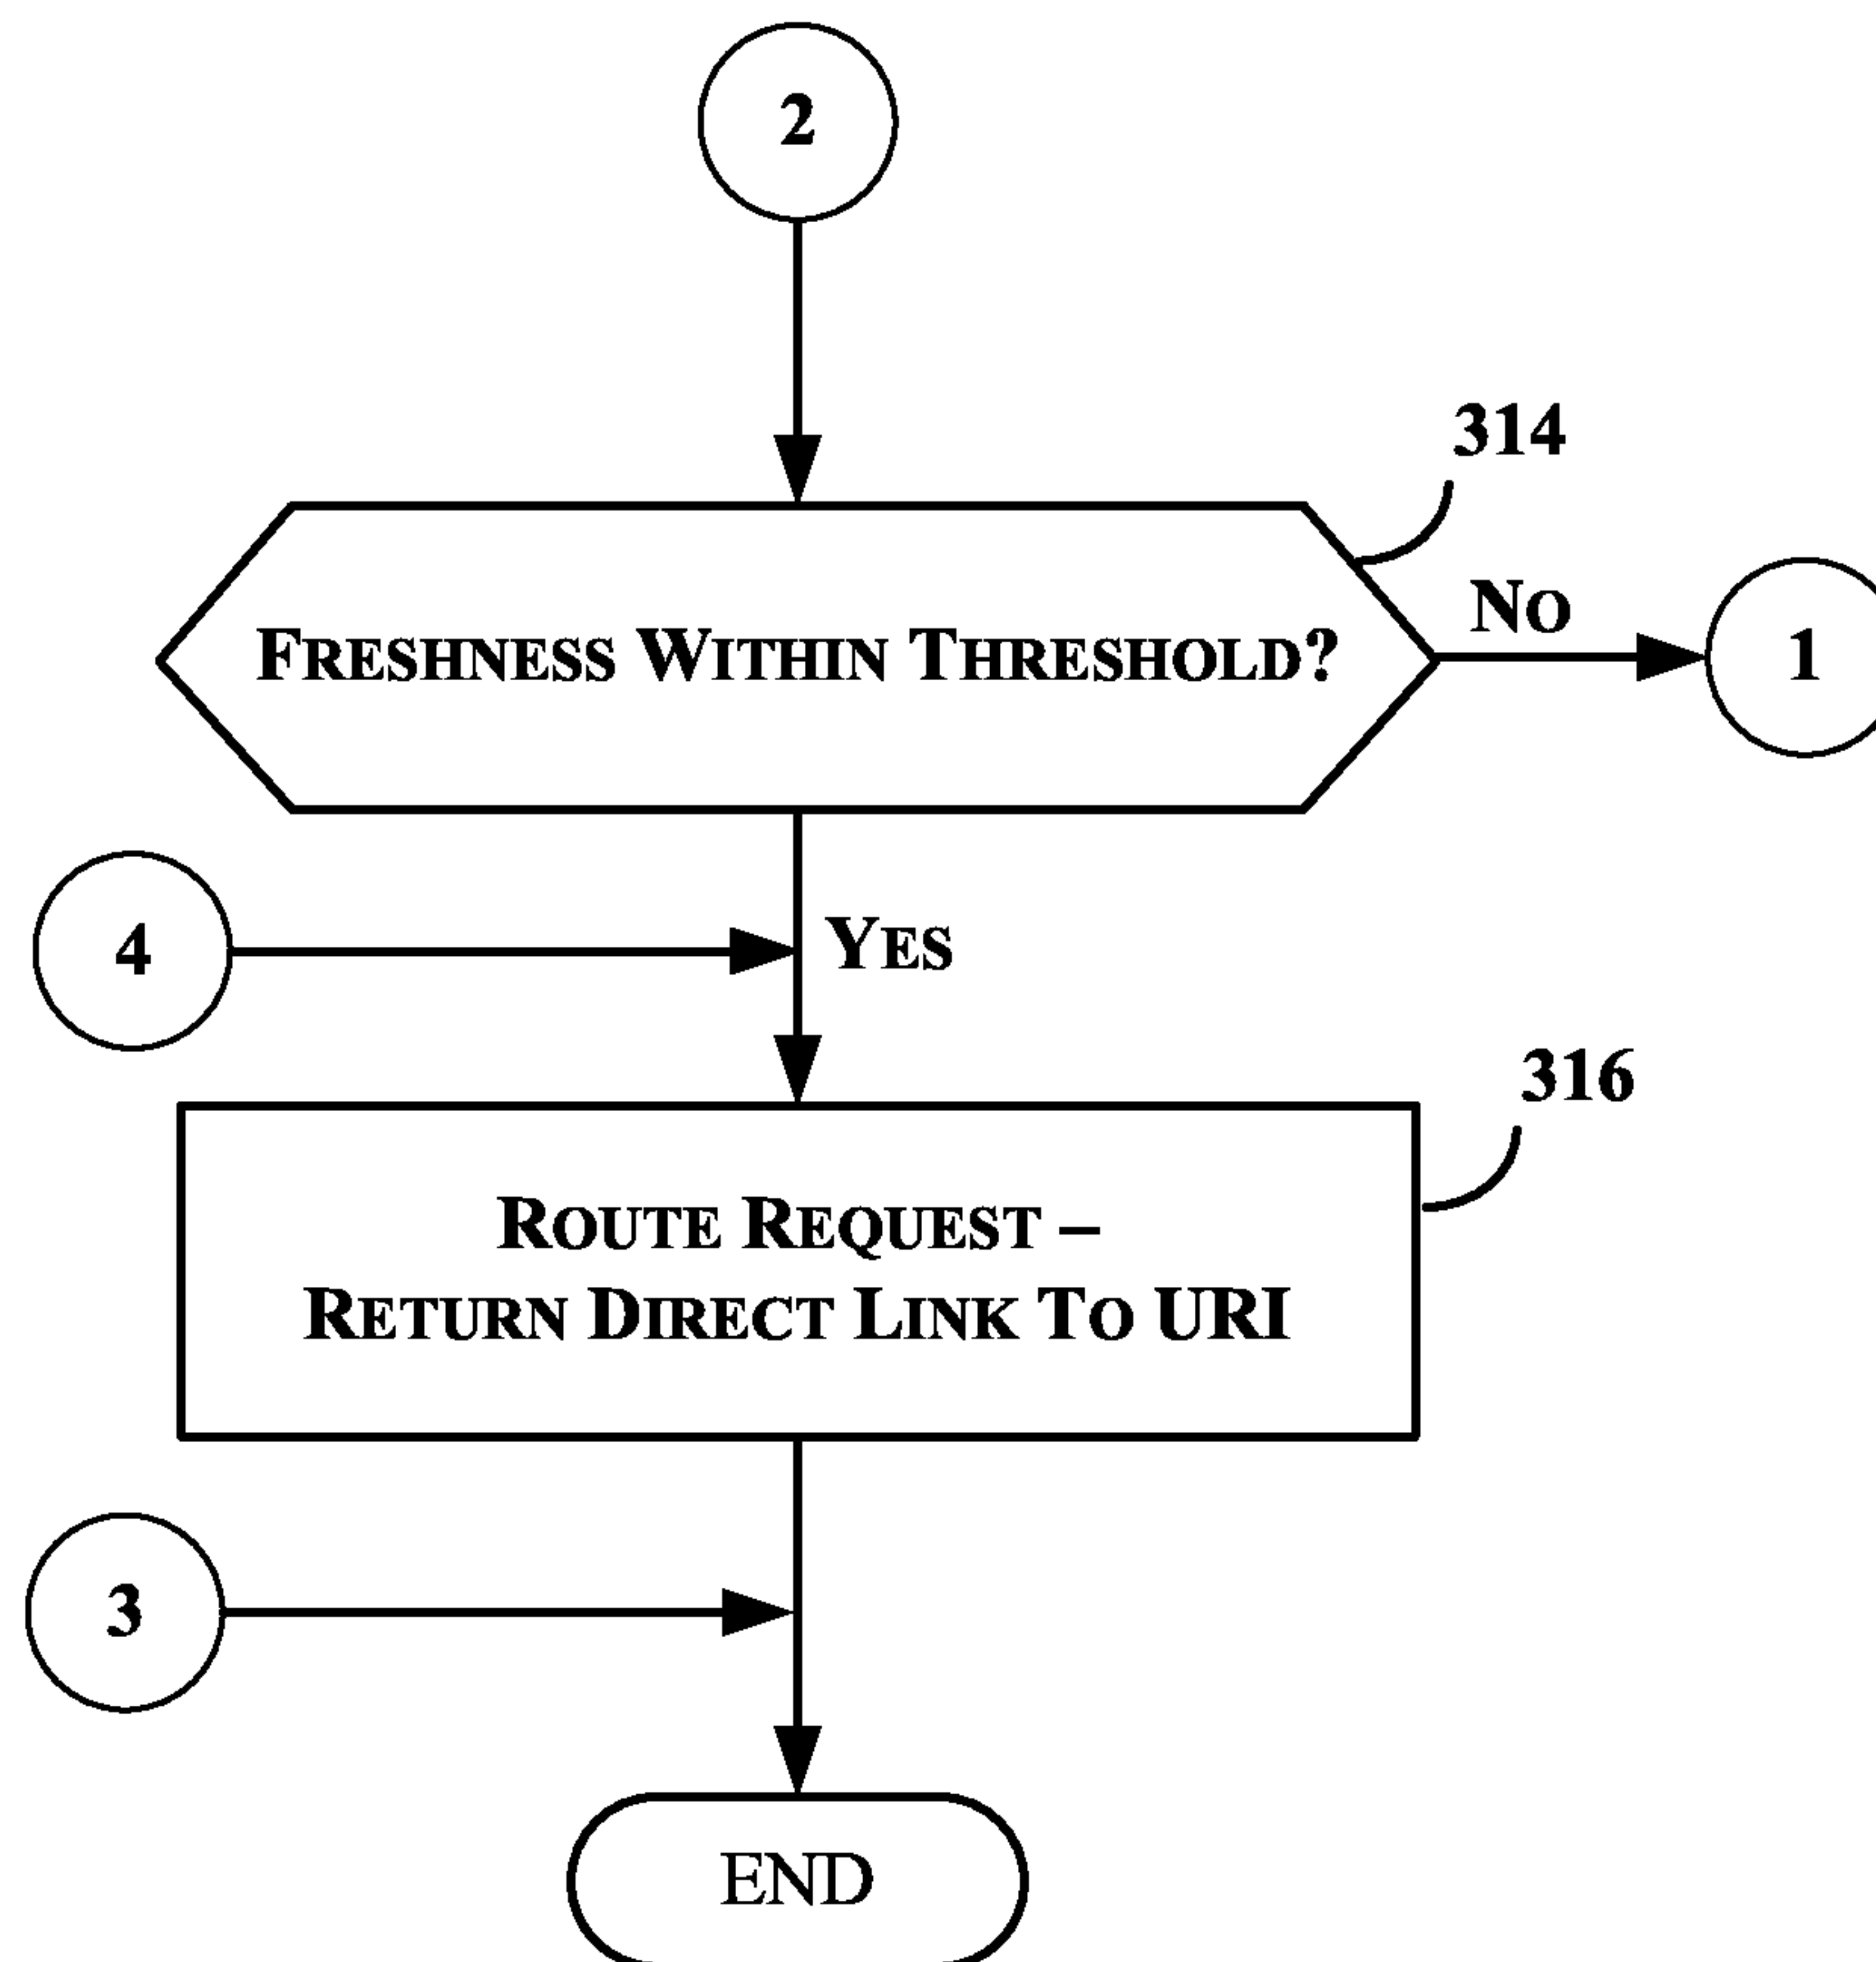 2
314
FRESHNESS WITHIN THRESHOLD?
NO
1
4
YES
316
ROUTE REQUEST –
RETURN DIRECT LINK TO URI
3
END